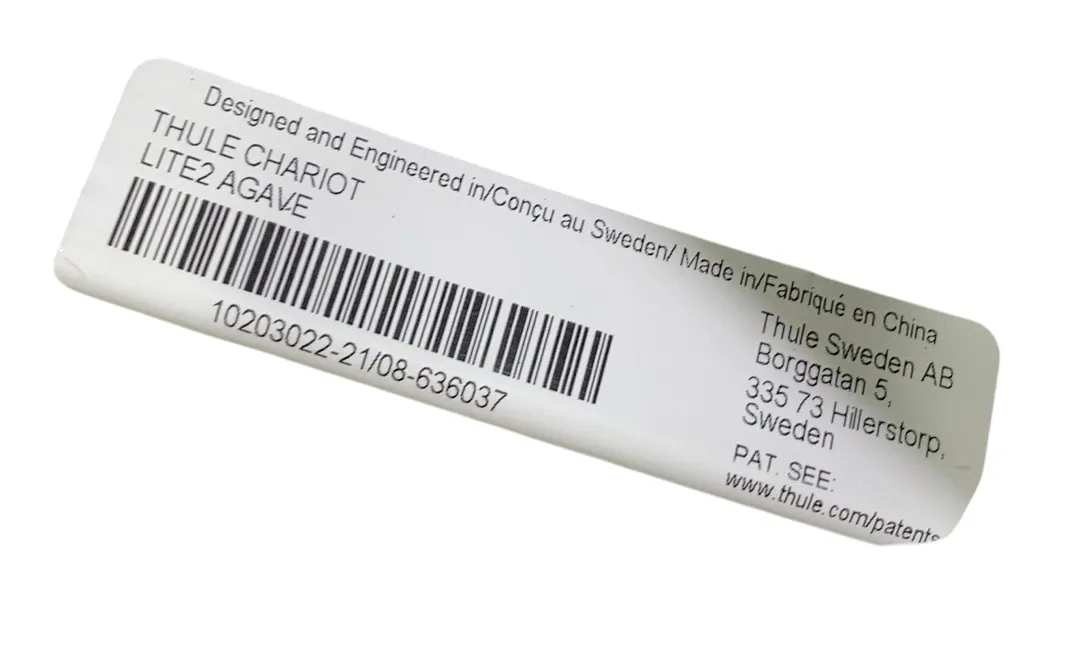 Designed and Engineered in/Conçu au Sweden/ Made in/Fabriqué en China
THULE CHARIOT
LITE2 AGAVE
10203022-21/08-636037
Thule Sweden AB
Borggatan 5,
335 73 Hillerstorp,
Sweden
PAT. SEE:
www.thule.com/patents